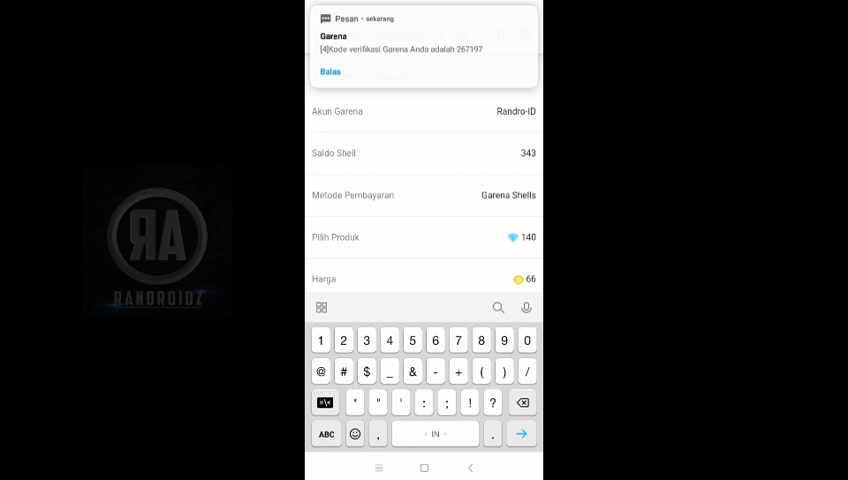 Pesan • sekarang
Garena
[4]Kode verifikasi Garena Anda adalah 267197
Balas
Akun Garena Randro-ID
Saldo Shell 343
Metode Pembayaran Garena Shells
Pilih Produk 140
Harga 66
1 2 3 4 5 6 7 8 9 0
@ # $ _ & - + ( ) /
=\< * " ' : ; ! ?
ABC , IN .
RA
RANDROIDZ